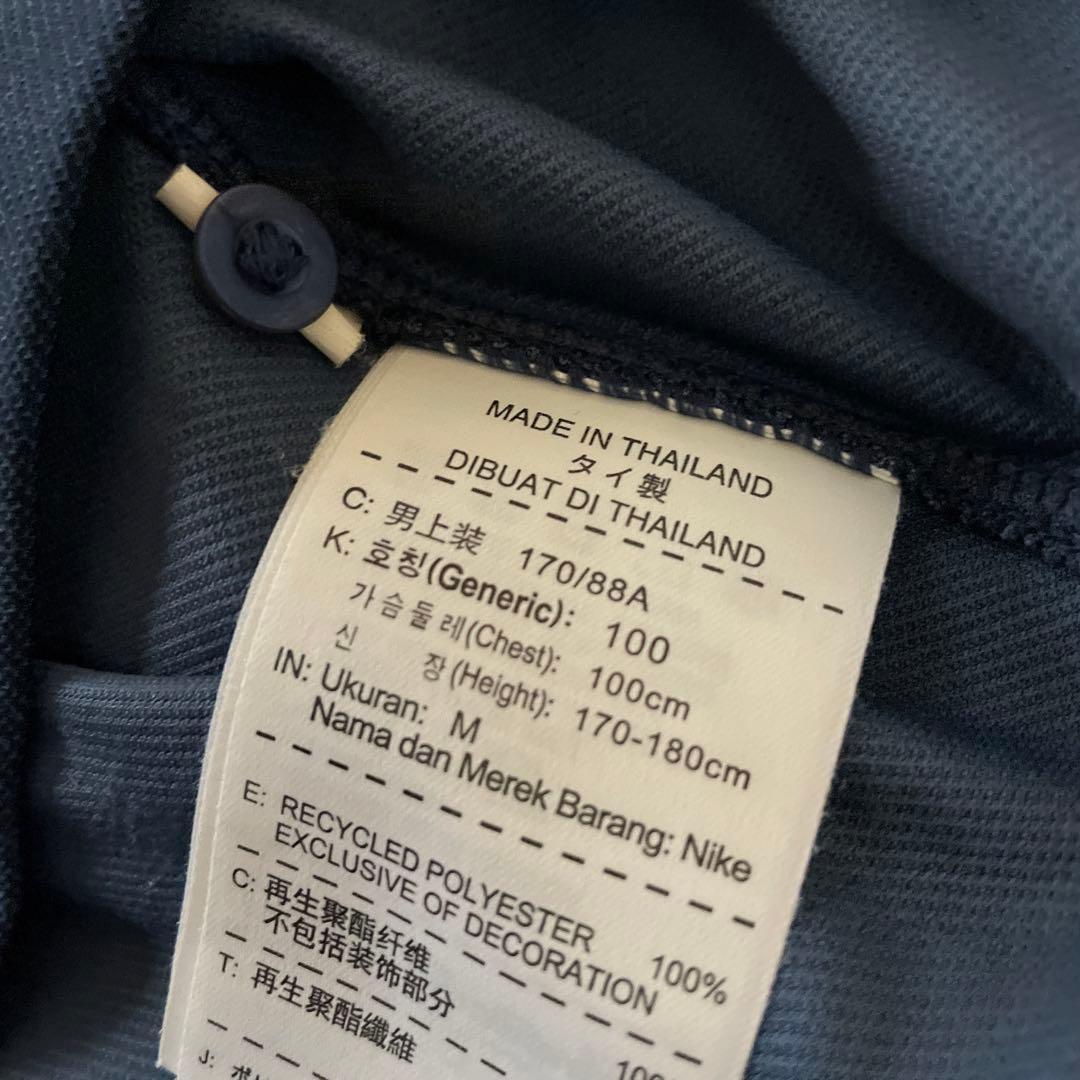 MADE IN THAILAND
タイ製
DIBUAT DI THAILAND
C: 男上装 170/88A
K: 호칭(Generic): 100
가슴둘레(Chest): 100cm
신 장(Height): 170-180cm
IN: Ukuran: M
Nama dan Merek Barang: Nike
E: RECYCLED POLYESTER 100%
EXCLUSIVE OF DECORATION
C: 再生聚酯纤维
不包括装饰部分
T: 再生聚酯纖維
J: